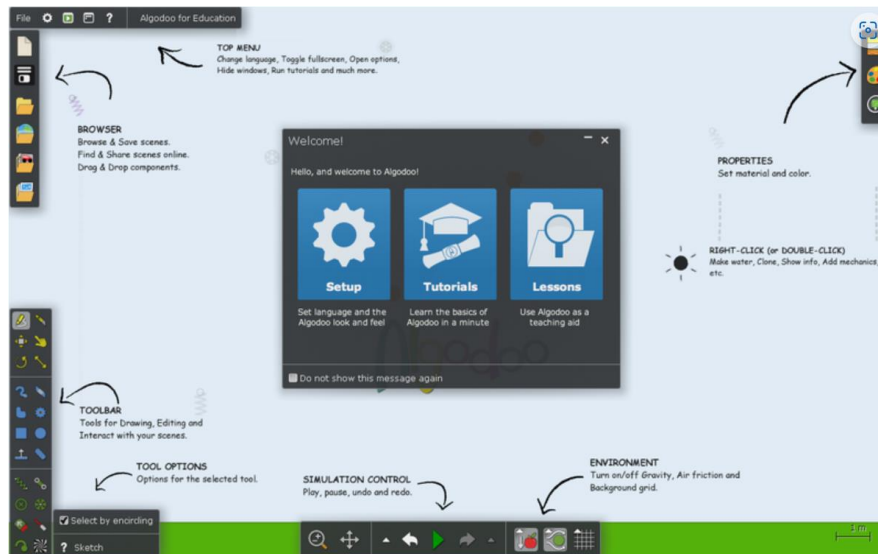 File ? Algodoo for Education
TOP MENU
Change language, Toggle fullscreen, Open options,
Hide windows, Run tutorials and much more.
BROWSER
Browse & Save scenes.
Find & Share scenes online.
Drag & Drop components.
Welcome!
Hello, and welcome to Algodoo!
Setup
Tutorials
Lessons
Set language and the
Algodoo look and feel
Learn the basics of
Algodoo in a minute
Use Algodoo as a
teaching aid
Algodoo
Do not show this message again
PROPERTIES
Set material and color.
RIGHT-CLICK (or DOUBLE-CLICK)
Make water, Clone, Show info, Add mechanics,
etc.
TOOLBAR
Tools for Drawing, Editing and
Interact with your scenes.
TOOL OPTIONS
Options for the selected tool.
SIMULATION CONTROL
Play, pause, undo and redo.
ENVIRONMENT
Turn on/off Gravity, Air friction and
Background grid.
Select by encirding
? Sketch
1 m